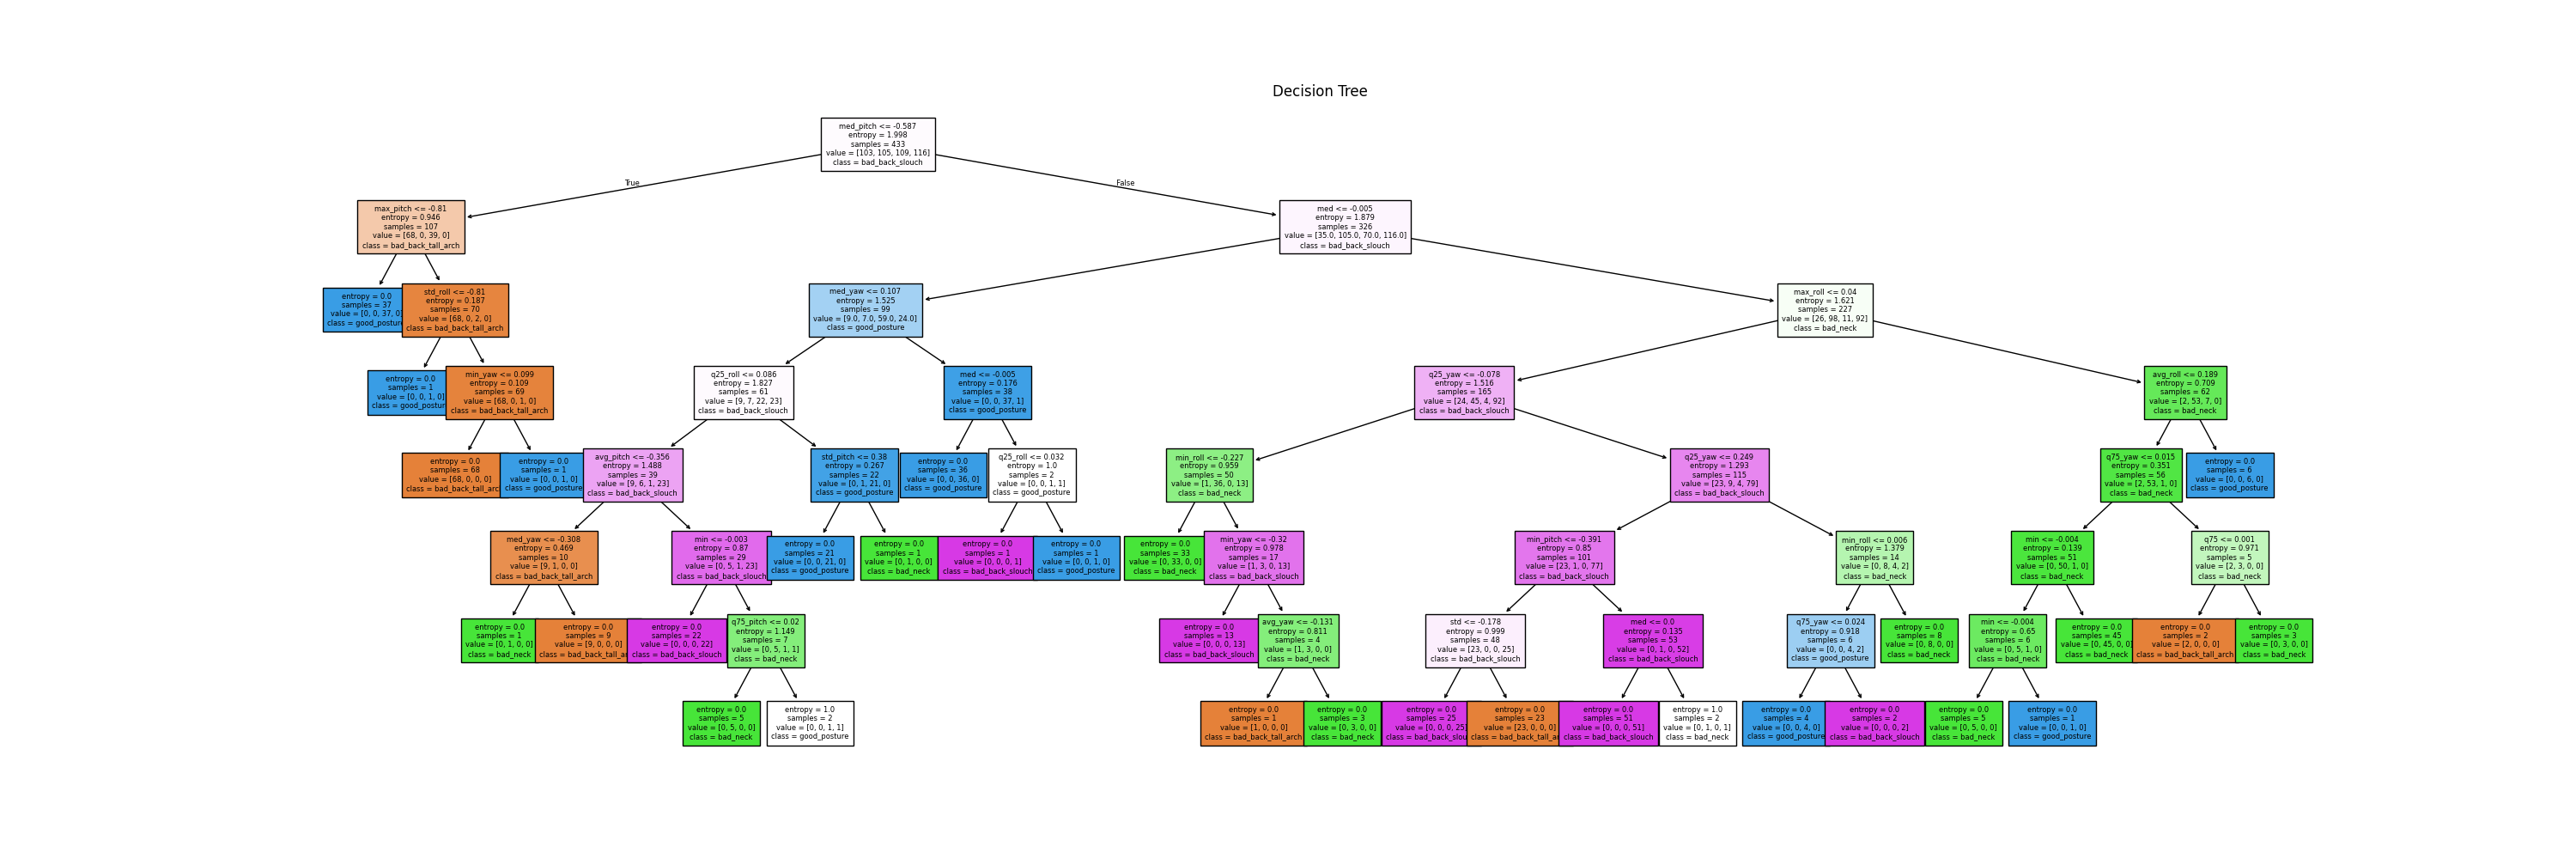 Decision Tree
med_pitch <= -0.587
entropy = 1.998
samples = 433
value = [103, 105, 109, 116]
class = bad_back_slouch
True
False
max_pitch <= -0.81
entropy = 0.946
samples = 107
value = [68, 0, 39, 0]
class = bad_back_tall_arch
med <= -0.005
entropy = 1.879
samples = 326
value = [35.0, 105.0, 70.0, 116.0]
class = bad_back_slouch
entropy = 0.0
samples = 37
value = [0, 0, 37, 0]
class = good_posture
std_roll <= -0.81
entropy = 0.187
samples = 70
value = [68, 0, 2, 0]
class = bad_back_tall_arch
med_yaw <= 0.107
entropy = 1.525
samples = 99
value = [9.0, 7.0, 59.0, 24.0]
class = good_posture
max_roll <= 0.04
entropy = 1.621
samples = 227
value = [26, 98, 11, 92]
class = bad_neck
entropy = 0.0
samples = 1
value = [0, 0, 1, 0]
class = good_posture
min_yaw <= 0.099
entropy = 0.109
samples = 69
value = [68, 0, 1, 0]
class = bad_back_tall_arch
q25_roll <= 0.086
entropy = 1.827
samples = 61
value = [9, 7, 22, 23]
class = bad_back_slouch
med <= -0.005
entropy = 0.176
samples = 38
value = [0, 0, 37, 1]
class = good_posture
q25_yaw <= -0.078
entropy = 1.516
samples = 165
value = [24, 45, 4, 92]
class = bad_back_slouch
avg_roll <= 0.189
entropy = 0.709
samples = 62
value = [2, 53, 7, 0]
class = bad_neck
entropy = 0.0
samples = 68
value = [68, 0, 0, 0]
class = bad_back_tall_arc
entropy = 0.0
samples = 1
value = [0, 0, 1, 0]
class = good_posture
avg_pitch <= -0.356
entropy = 1.488
samples = 39
value = [9, 6, 1, 23]
class = bad_back_slouch
std_pitch <= 0.38
entropy = 0.267
samples = 22
value = [0, 1, 21, 0]
class = good_posture
entropy = 0.0
samples = 36
value = [0, 0, 36, 0]
class = good_posture
q25_roll <= 0.032
entropy = 1.0
samples = 2
value = [0, 0, 1, 1]
class = good_posture
min_roll <= -0.227
entropy = 0.959
samples = 50
value = [1, 36, 0, 13]
class = bad_neck
q25_yaw <= 0.249
entropy = 1.293
samples = 115
value = [23, 9, 4, 79]
class = bad_back_slouch
q75_yaw <= 0.015
entropy = 0.351
samples = 56
value = [2, 53, 1, 0]
class = bad_neck
entropy = 0.0
samples = 6
value = [0, 0, 6, 0]
class = good_posture
med_yaw <= -0.308
entropy = 0.469
samples = 10
value = [9, 1, 0, 0]
class = bad_back_tall_arch
min <= -0.003
entropy = 0.87
samples = 29
value = [0, 5, 1, 23]
class = bad_back_slouch
entropy = 0.0
samples = 21
value = [0, 0, 21, 0]
class = good_posture
entropy = 0.0
samples = 1
value = [0, 1, 0, 0]
class = bad_neck
entropy = 0.0
samples = 1
value = [0, 0, 0, 1]
class = bad_back_slouch
entropy = 0.0
samples = 1
value = [0, 0, 1, 0]
class = good_posture
entropy = 0.0
samples = 33
value = [0, 33, 0, 0]
class = bad_neck
min_yaw <= -0.32
entropy = 0.978
samples = 17
value = [1, 3, 0, 13]
class = bad_back_slouch
min_pitch <= -0.391
entropy = 0.85
samples = 101
value = [23, 1, 0, 77]
class = bad_back_slouch
min_roll <= 0.006
entropy = 1.379
samples = 14
value = [0, 8, 4, 2]
class = bad_neck
min <= -0.004
entropy = 0.139
samples = 51
value = [0, 50, 1, 0]
class = bad_neck
q75 <= 0.001
entropy = 0.971
samples = 5
value = [2, 3, 0, 0]
class = bad_neck
entropy = 0.0
samples = 1
value = [0, 1, 0, 0]
class = bad_neck
entropy = 0.0
samples = 9
value = [9, 0, 0, 0]
class = bad_back_tall_ar
entropy = 0.0
samples = 22
value = [0, 0, 0, 22]
class = bad_back_slouch
q75_pitch <= 0.02
entropy = 1.149
samples = 7
value = [0, 5, 1, 1]
class = bad_neck
entropy = 0.0
samples = 13
value = [0, 0, 0, 13]
class = bad_back_slouch
avg_yaw <= -0.131
entropy = 0.811
samples = 4
value = [1, 3, 0, 0]
class = bad_neck
std <= -0.178
entropy = 0.999
samples = 48
value = [23, 0, 0, 25]
class = bad_back_slouch
med <= 0.0
entropy = 0.135
samples = 53
value = [0, 1, 0, 52]
class = bad_back_slouch
q75_yaw <= 0.024
entropy = 0.918
samples = 6
value = [0, 0, 4, 2]
class = good_posture
entropy = 0.0
samples = 8
value = [0, 8, 0, 0]
class = bad_neck
min <= -0.004
entropy = 0.65
samples = 6
value = [0, 5, 1, 0]
class = bad_neck
entropy = 0.0
samples = 45
value = [0, 45, 0, 0]
class = bad_neck
entropy = 0.0
samples = 2
value = [2, 0, 0, 0]
class = bad_back_tall_arch
entropy = 0.0
samples = 3
value = [0, 3, 0, 0]
class = bad_neck
entropy = 0.0
samples = 5
value = [0, 5, 0, 0]
class = bad_neck
entropy = 1.0
samples = 2
value = [0, 0, 1, 1]
class = good_posture
entropy = 0.0
samples = 1
value = [1, 0, 0, 0]
class = bad_back_tall_arch
entropy = 0.0
samples = 3
value = [0, 3, 0, 0]
class = bad_neck
entropy = 0.0
samples = 25
value = [0, 0, 0, 25]
class = bad_back_slou
entropy = 0.0
samples = 23
value = [23, 0, 0, 0]
class = bad_back_tall_ar
entropy = 0.0
samples = 51
value = [0, 0, 0, 51]
class = bad_back_slouch
entropy = 1.0
samples = 2
value = [0, 1, 0, 1]
class = bad_neck
entropy = 0.0
samples = 4
value = [0, 0, 4, 0]
class = good_posture
entropy = 0.0
samples = 2
value = [0, 0, 0, 2]
class = bad_back_slouch
entropy = 0.0
samples = 5
value = [0, 5, 0, 0]
class = bad_neck
entropy = 0.0
samples = 1
value = [0, 0, 1, 0]
class = good_posture